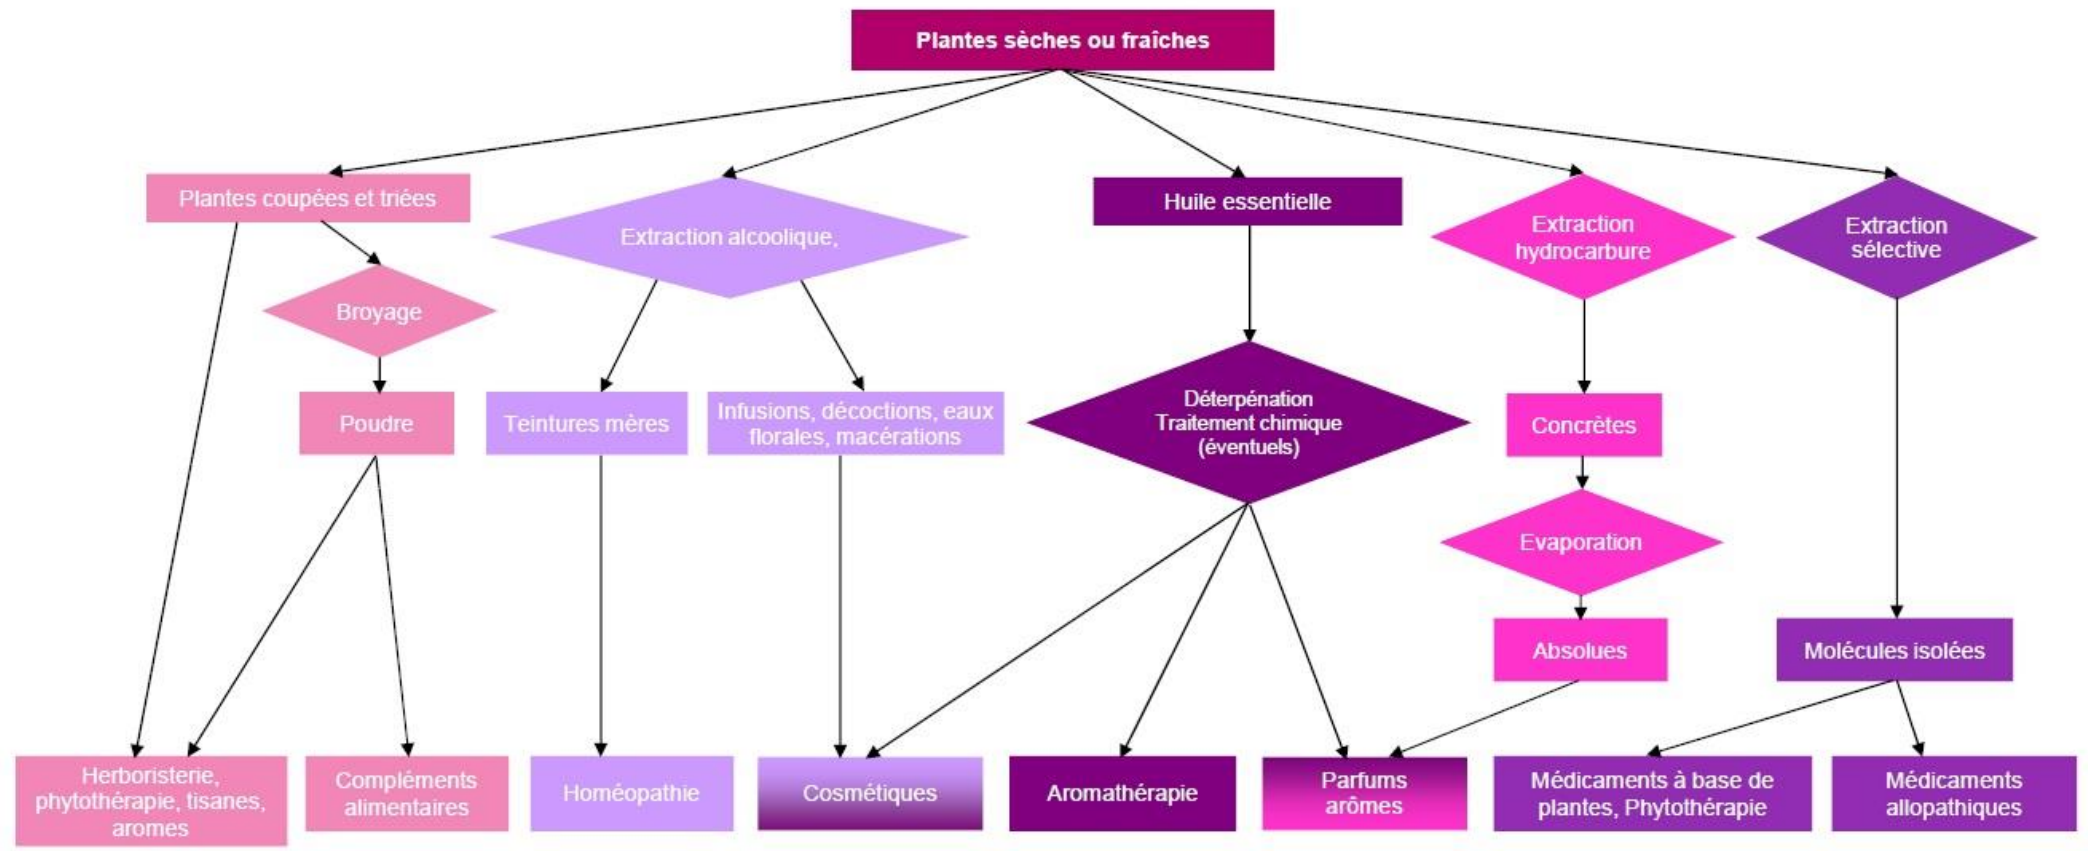 Plantes sèches ou fraîches
Plantes coupées et triées
Extraction alcoolique,
Huile essentielle
Extraction
hydrocarbure
Extraction
sélective
Broyage
Poudre
Teintures mères
Infusions, décoctions, eaux
florales, macérations
Déterpénation
Traitement chimique
(éventuels)
Concrètes
Evaporation
Absolues
Molécules isolées
Herboristerie,
phytothérapie, tisanes,
aromes
Compléments
alimentaires
Homéopathie
Cosmétiques
Aromathérapie
Parfums
arômes
Médicaments à base de
plantes, Phytothérapie
Médicaments
allopathiques